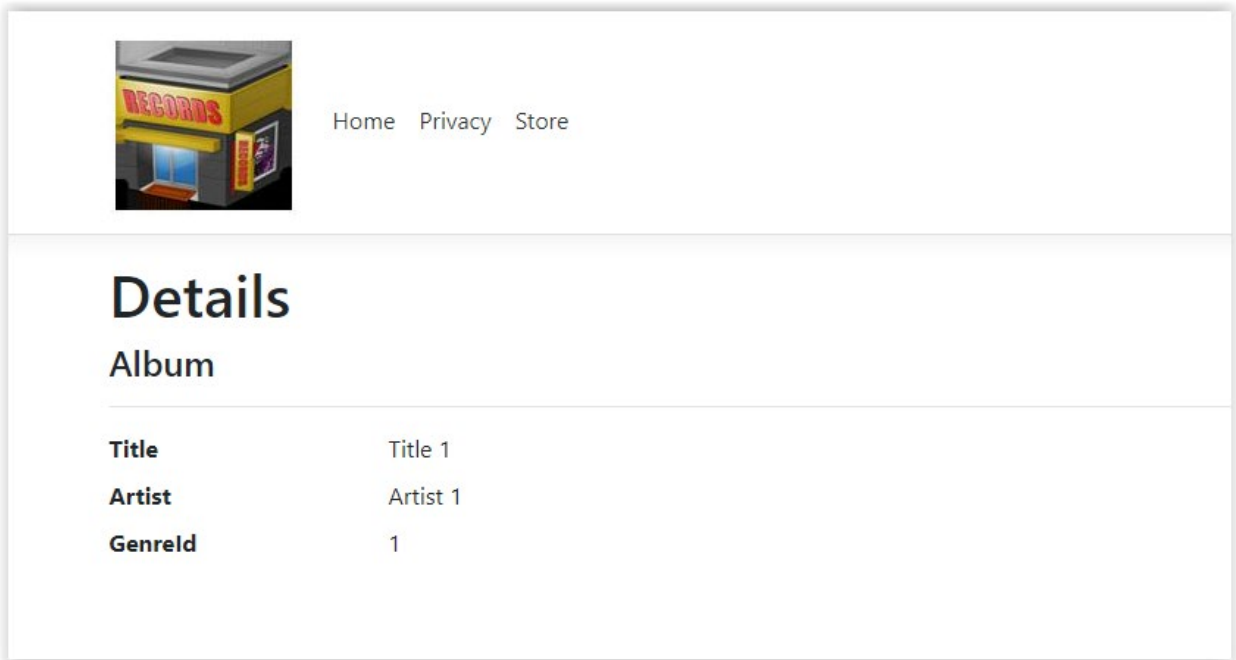 RECORDS
Home Privacy Store
Details
Album
Title Title 1
Artist Artist 1
GenreId 1